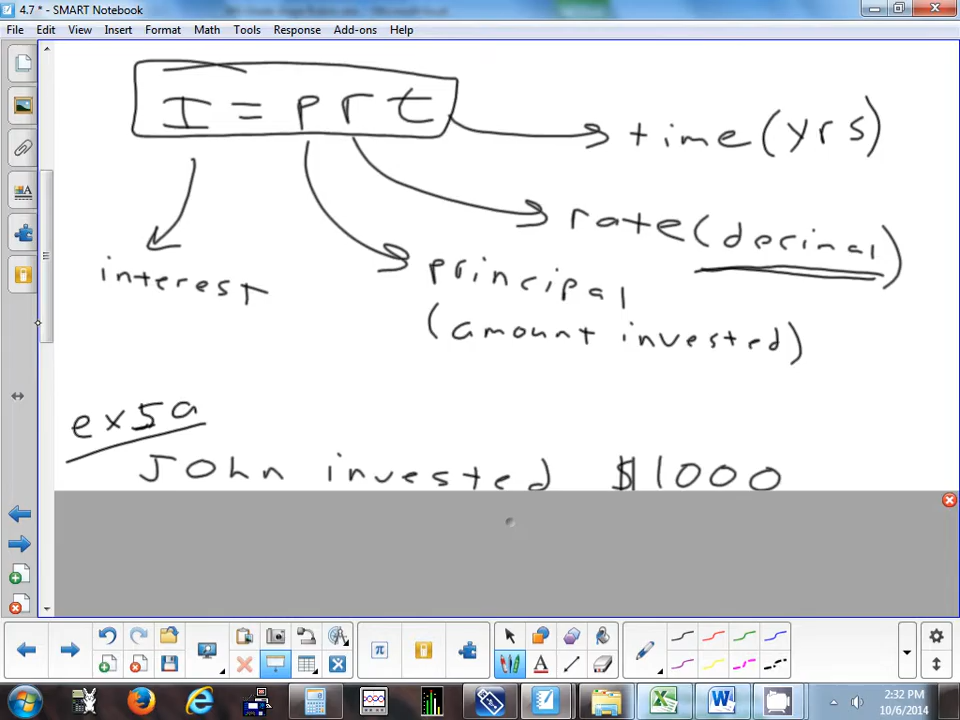 4.7 * - SMART Notebook
File Edit View Insert Format Math Tools Response Add-ons Help
I = prt
time (yrs)
rate (decimal)
interest
principal
(amount invested)
ex 5a
John invested $1000
2:32 PM
10/6/2014